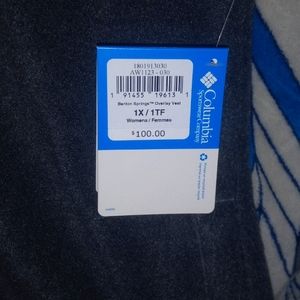 1801913030
AW1123 - 030
1 91455 19613 1
Benton Springs™ Overlay Vest
1X / 1TF
Womens / Femmes
$100.00
Columbia
Sportswear Company